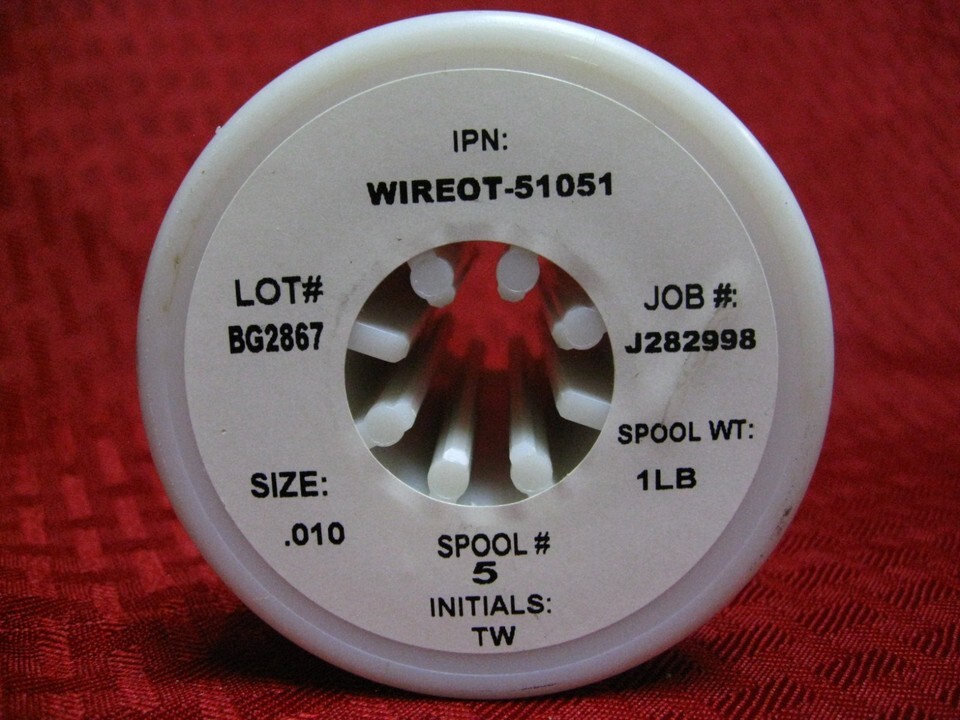 IPN:
WIREOT-51051
LOT#
BG2867
JOB #:
J282998
SPOOL WT:
1LB
SIZE:
.010
SPOOL #
5
INITIALS:
TW